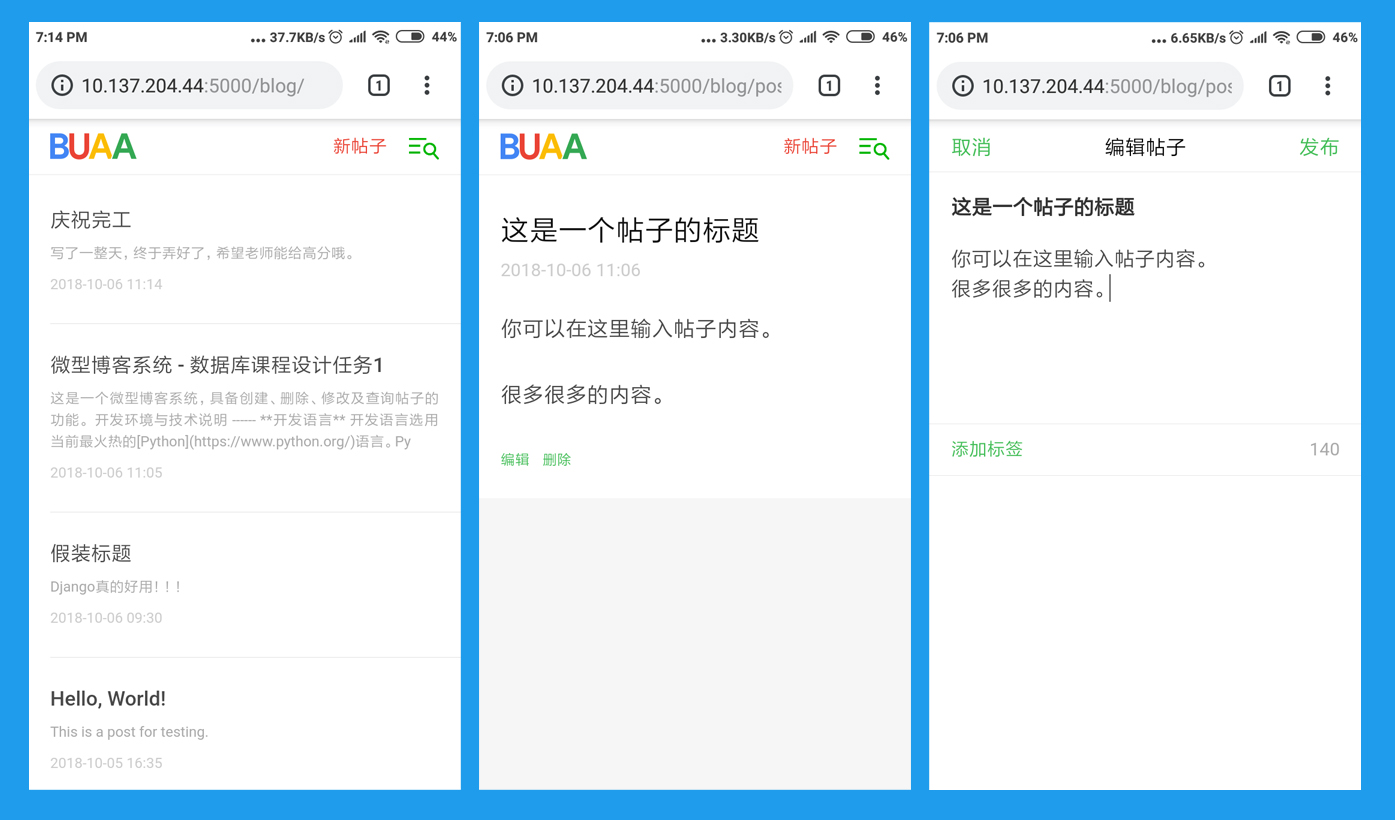 7:14 PM
... 37.7KB/s
44%
10.137.204.44:5000/blog/
1
BUAA
新帖子
庆祝完工
写了一整天，终于弄好了，希望老师能给高分哦。
2018-10-06 11:14
微型博客系统 - 数据库课程设计任务1
这是一个微型博客系统，具备创建、删除、修改及查询帖子的
功能。开发环境与技术说明 ------ **开发语言** 开发语言选用
当前最火热的[Python](https://www.python.org/)语言。Py
2018-10-06 11:05
假装标题
Django真的好用！！！
2018-10-06 09:30
Hello, World!
This is a post for testing.
2018-10-05 16:35
7:06 PM
... 3.30KB/s
46%
10.137.204.44:5000/blog/pos
1
BUAA
新帖子
这是一个帖子的标题
2018-10-06 11:06
你可以在这里输入帖子内容。
很多很多的内容。
编辑 删除
7:06 PM
... 6.65KB/s
46%
10.137.204.44:5000/blog/pos
1
取消
编辑帖子
发布
这是一个帖子的标题
你可以在这里输入帖子内容。
很多很多的内容。
添加标签
140